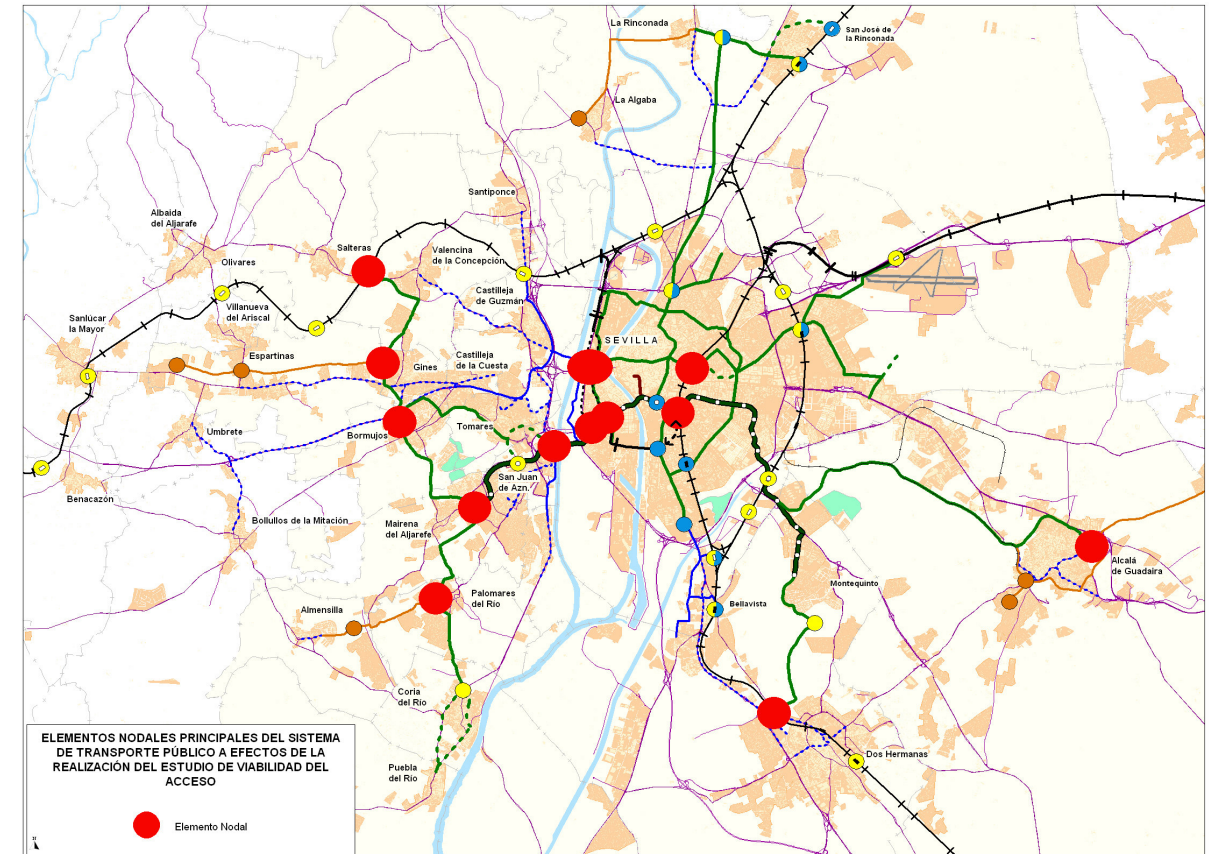 La Rinconada
San José de
la Rinconada
La Algaba
Santiponce
Albaida
del Aljarafe
Salteras
Valencina
de la Concepción
Olivares
Castilleja
de Guzmán
Villanueva
del Ariscal
Sanlúcar
la Mayor
SEVILLA
Espartinas
Castilleja
de la Cuesta
Gines
Umbrete
Tomares
Bormujos
San Juan
de Azn.
Benacazón
Bollullos de la Mitación
Mairena
del Aljarafe
Alcalá
de Guadaira
Montequinto
Palomares
del Río
Almensilla
Bellavista
Coria
del Río
Dos Hermanas
Puebla
del Río
ELEMENTOS NODALES PRINCIPALES DEL SISTEMA
DE TRANSPORTE PÚBLICO A EFECTOS DE LA
REALIZACIÓN DEL ESTUDIO DE VIABILIDAD DEL
ACCESO
Elemento Nodal